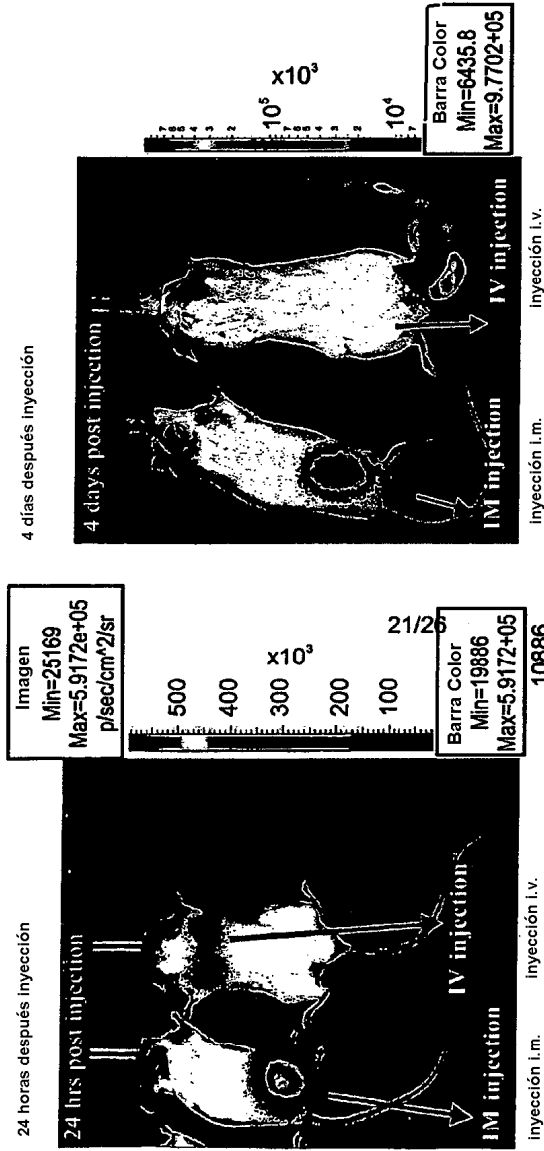 24 horas después inyección
24 hrs post injection
IM injection
IV injection
inyección i.m.
inyección i.v.
Imagen
Min=25169
Max=5.9172e+05
p/sec/cm^2/sr
500
400
300
200
100
x10³
21/26
Barra Color
Min=19886
Max=5.9172+05
10886
4 días después inyección
4 days post injection
IM injection
IV injection
inyección i.m.
inyección i.v.
x10³
10⁵
10⁴
Barra Color
Min=6435.8
Max=9.7702+05